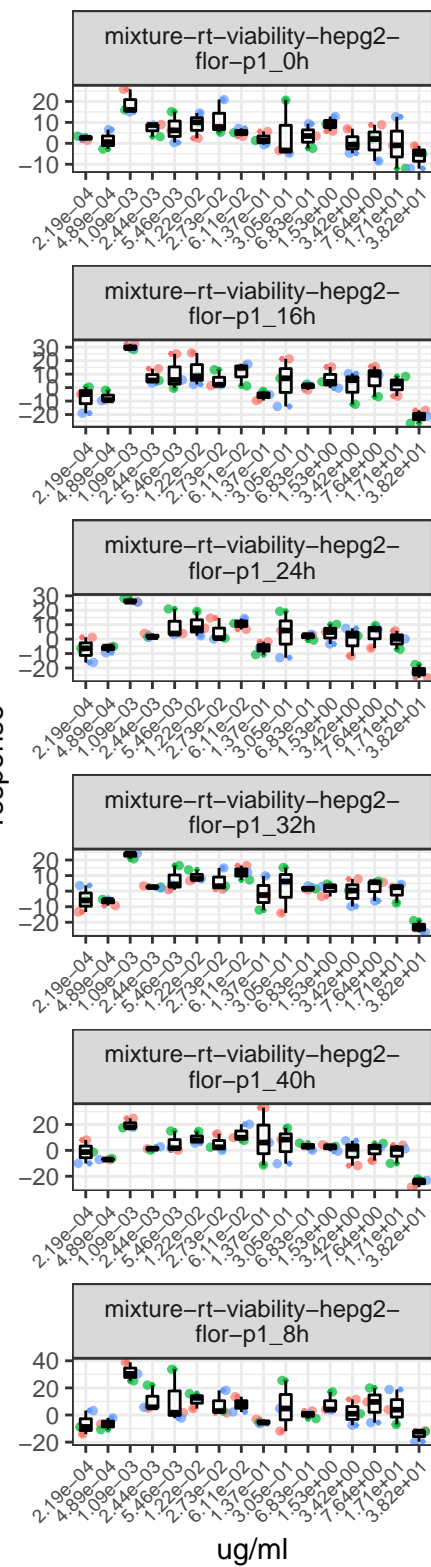 mixture−rt−viability−hepg2−
flor−p1_0h
20
10
0
−10
2.19e−04
4.89e−04
1.09e−03
2.44e−03
5.46e−03
1.22e−02
2.73e−02
6.11e−02
1.37e−01
3.05e−01
6.83e−01
1.53e+00
3.42e+00
7.64e+00
1.71e+01
3.82e+01
mixture−rt−viability−hepg2−
flor−p1_16h
30
20
10
0
−10
−20
2.19e−04
4.89e−04
1.09e−03
2.44e−03
5.46e−03
1.22e−02
2.73e−02
6.11e−02
1.37e−01
3.05e−01
6.83e−01
1.53e+00
3.42e+00
7.64e+00
1.71e+01
3.82e+01
mixture−rt−viability−hepg2−
flor−p1_24h
30
20
10
0
−10
−20
2.19e−04
4.89e−04
1.09e−03
2.44e−03
5.46e−03
1.22e−02
2.73e−02
6.11e−02
1.37e−01
3.05e−01
6.83e−01
1.53e+00
3.42e+00
7.64e+00
1.71e+01
3.82e+01
mixture−rt−viability−hepg2−
flor−p1_32h
20
10
0
−10
−20
2.19e−04
4.89e−04
1.09e−03
2.44e−03
5.46e−03
1.22e−02
2.73e−02
6.11e−02
1.37e−01
3.05e−01
6.83e−01
1.53e+00
3.42e+00
7.64e+00
1.71e+01
3.82e+01
mixture−rt−viability−hepg2−
flor−p1_40h
20
0
−20
2.19e−04
4.89e−04
1.09e−03
2.44e−03
5.46e−03
1.22e−02
2.73e−02
6.11e−02
1.37e−01
3.05e−01
6.83e−01
1.53e+00
3.42e+00
7.64e+00
1.71e+01
3.82e+01
mixture−rt−viability−hepg2−
flor−p1_8h
40
20
0
−20
2.19e−04
4.89e−04
1.09e−03
2.44e−03
5.46e−03
1.22e−02
2.73e−02
6.11e−02
1.37e−01
3.05e−01
6.83e−01
1.53e+00
3.42e+00
7.64e+00
1.71e+01
3.82e+01
ug/ml